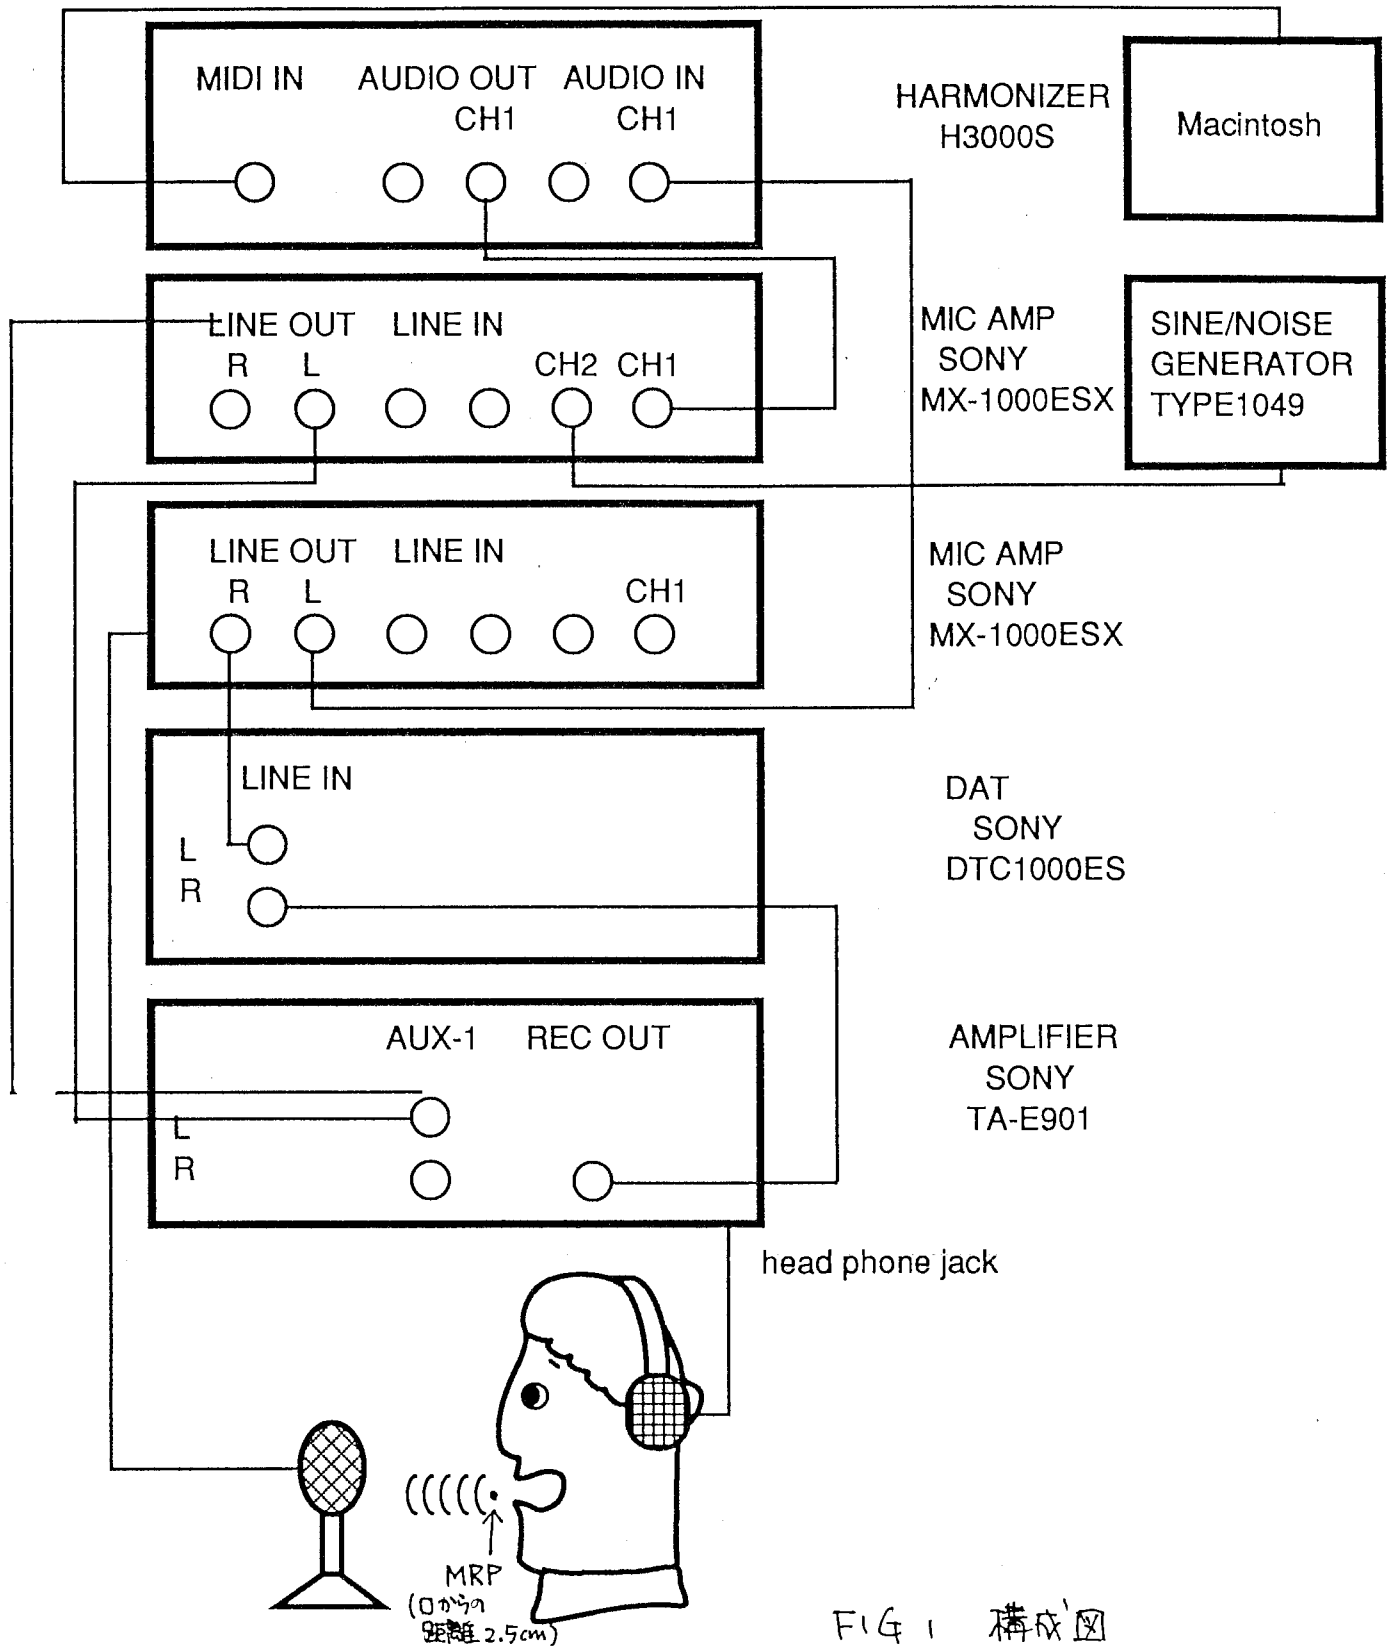 MIDI IN AUDIO OUT AUDIO IN
CH1 CH1
HARMONIZER
H3000S
Macintosh
LINE OUT LINE IN
R L CH2 CH1
MIC AMP
SONY
MX-1000ESX
SINE/NOISE
GENERATOR
TYPE1049
LINE OUT LINE IN
R L CH1
MIC AMP
SONY
MX-1000ESX
LINE IN
L
R
DAT
SONY
DTC1000ES
AUX-1 REC OUT
L
R
AMPLIFIER
SONY
TA-E901
head phone jack
MRP
(口からの
距離 2.5cm)
FIG 1 構成図